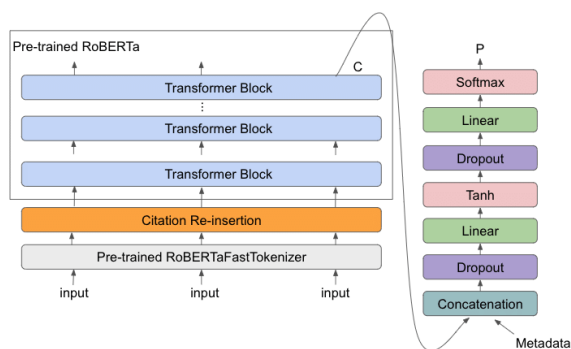 Pre-trained RoBERTa
C
Transformer Block
Transformer Block
Transformer Block
Citation Re-insertion
Pre-trained RoBERTaFastTokenizer
input input input
P
Softmax
Linear
Dropout
Tanh
Linear
Dropout
Concatenation
Metadata